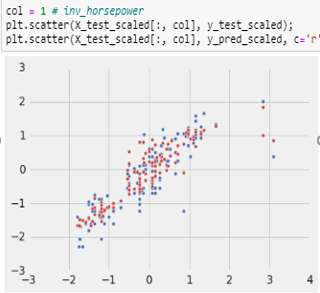 col = 1 # inv_horsepower
plt.scatter(X_test_scaled[:, col], y_test_scaled);
plt.scatter(X_test_scaled[:, col], y_pred_scaled, c='r'
3
2
1
0
−1
−2
−3
−3 −2 −1 0 1 2 3 4